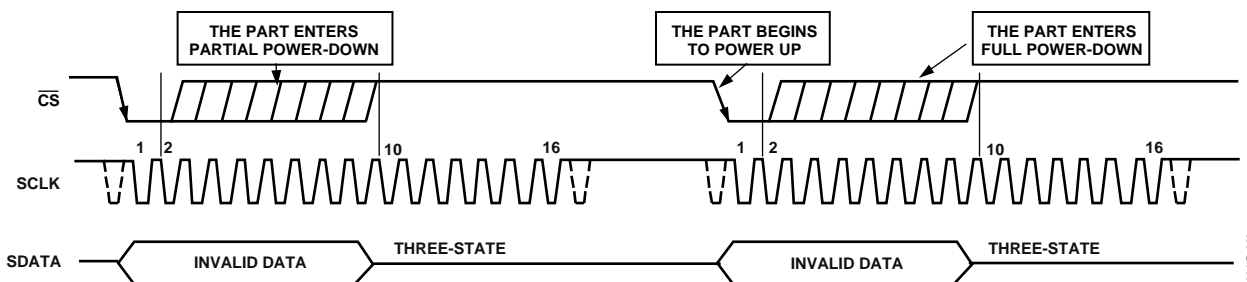 THE PART ENTERS
PARTIAL POWER-DOWN
THE PART BEGINS
TO POWER UP
THE PART ENTERS
FULL POWER-DOWN
CS
1 2 10 16 1 2 10 16
SCLK
SDATA INVALID DATA THREE-STATE INVALID DATA THREE-STATE